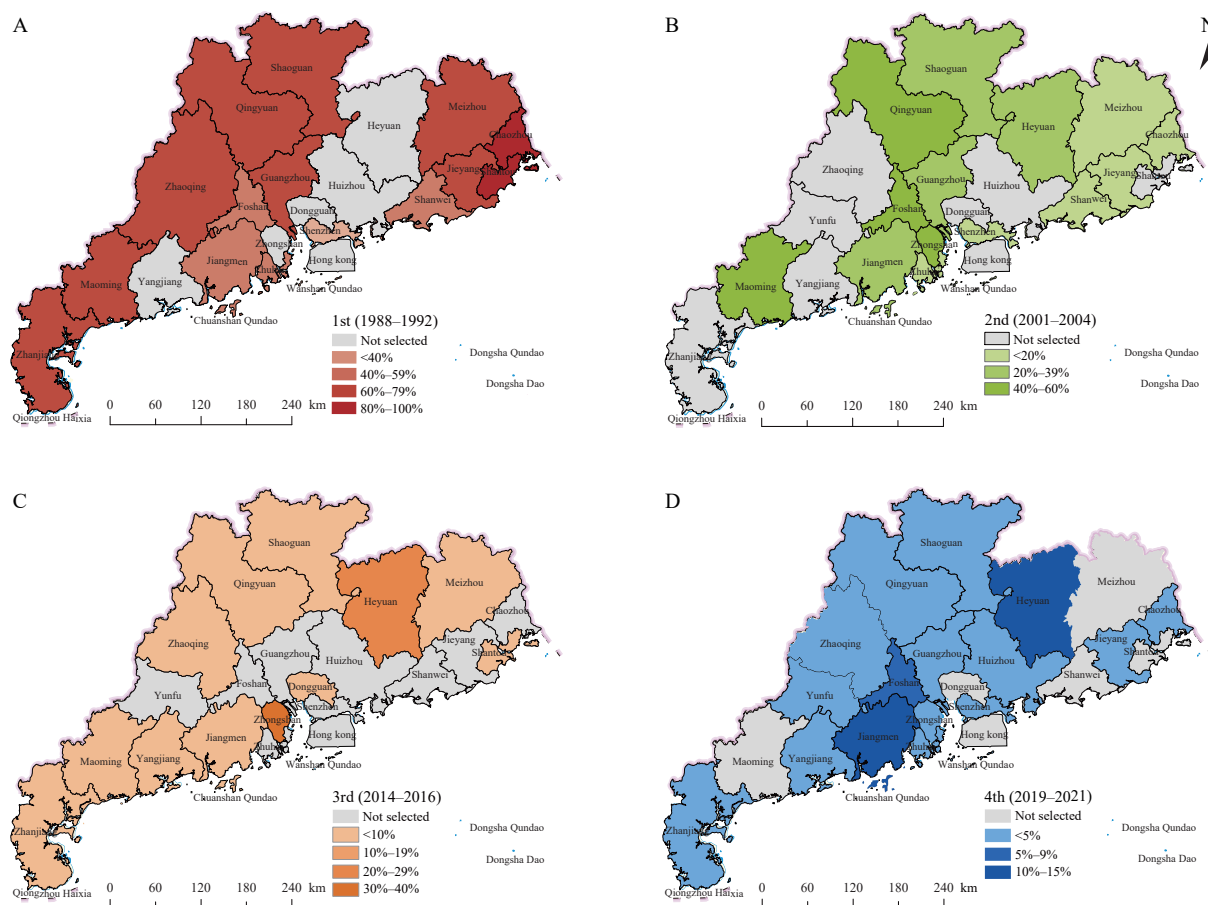 A
Shaoguan
Qingyuan
Heyuan
Meizhou
Chaozhou
Zhaoqing
Guangzhou
Huizhou
Jieyang
Shantou
Foshan
Dongguan
Shanwei
Shenzhen
Zhongshan
Jiangmen
Zhuhai
Hong kong
Maoming
Yangjiang
Wanshan Qundao
Chuanshan Qundao
Zhanjiang
Qiongzhou Haixia
1st (1988–1992)
Not selected
<40%
40%–59%
60%–79%
80%–100%
Dongsha Qundao
Dongsha Dao
0 60 120 180 240 km
B
N
Shaoguan
Qingyuan
Heyuan
Meizhou
Chaozhou
Zhaoqing
Guangzhou
Huizhou
Jieyang
Shantou
Yunfu
Foshan
Dongguan
Shanwei
Shenzhen
Zhongshan
Jiangmen
Zhuhai
Hong kong
Maoming
Yangjiang
Wanshan Qundao
Chuanshan Qundao
Zhanjiang
Qiongzhou Haixia
2nd (2001–2004)
Not selected
<20%
20%–39%
40%–60%
Dongsha Qundao
Dongsha Dao
0 60 120 180 240 km
C
Shaoguan
Qingyuan
Heyuan
Meizhou
Chaozhou
Zhaoqing
Guangzhou
Huizhou
Jieyang
Shantou
Yunfu
Foshan
Dongguan
Shanwei
Shenzhen
Zhongshan
Jiangmen
Zhuhai
Hong kong
Maoming
Yangjiang
Wanshan Qundao
Chuanshan Qundao
Zhanjiang
Qiongzhou Haixia
3rd (2014–2016)
Not selected
<10%
10%–19%
20%–29%
30%–40%
Dongsha Qundao
Dongsha Dao
0 60 120 180 240 km
D
Shaoguan
Qingyuan
Heyuan
Meizhou
Chaozhou
Zhaoqing
Guangzhou
Huizhou
Jieyang
Shantou
Yunfu
Foshan
Dongguan
Shanwei
Shenzhen
Zhongshan
Jiangmen
Zhuhai
Hong kong
Maoming
Yangjiang
Wanshan Qundao
Chuanshan Qundao
Zhanjiang
Qiongzhou Haixia
4th (2019–2021)
Not selected
<5%
5%–9%
10%–15%
Dongsha Qundao
Dongsha Dao
0 60 120 180 240 km